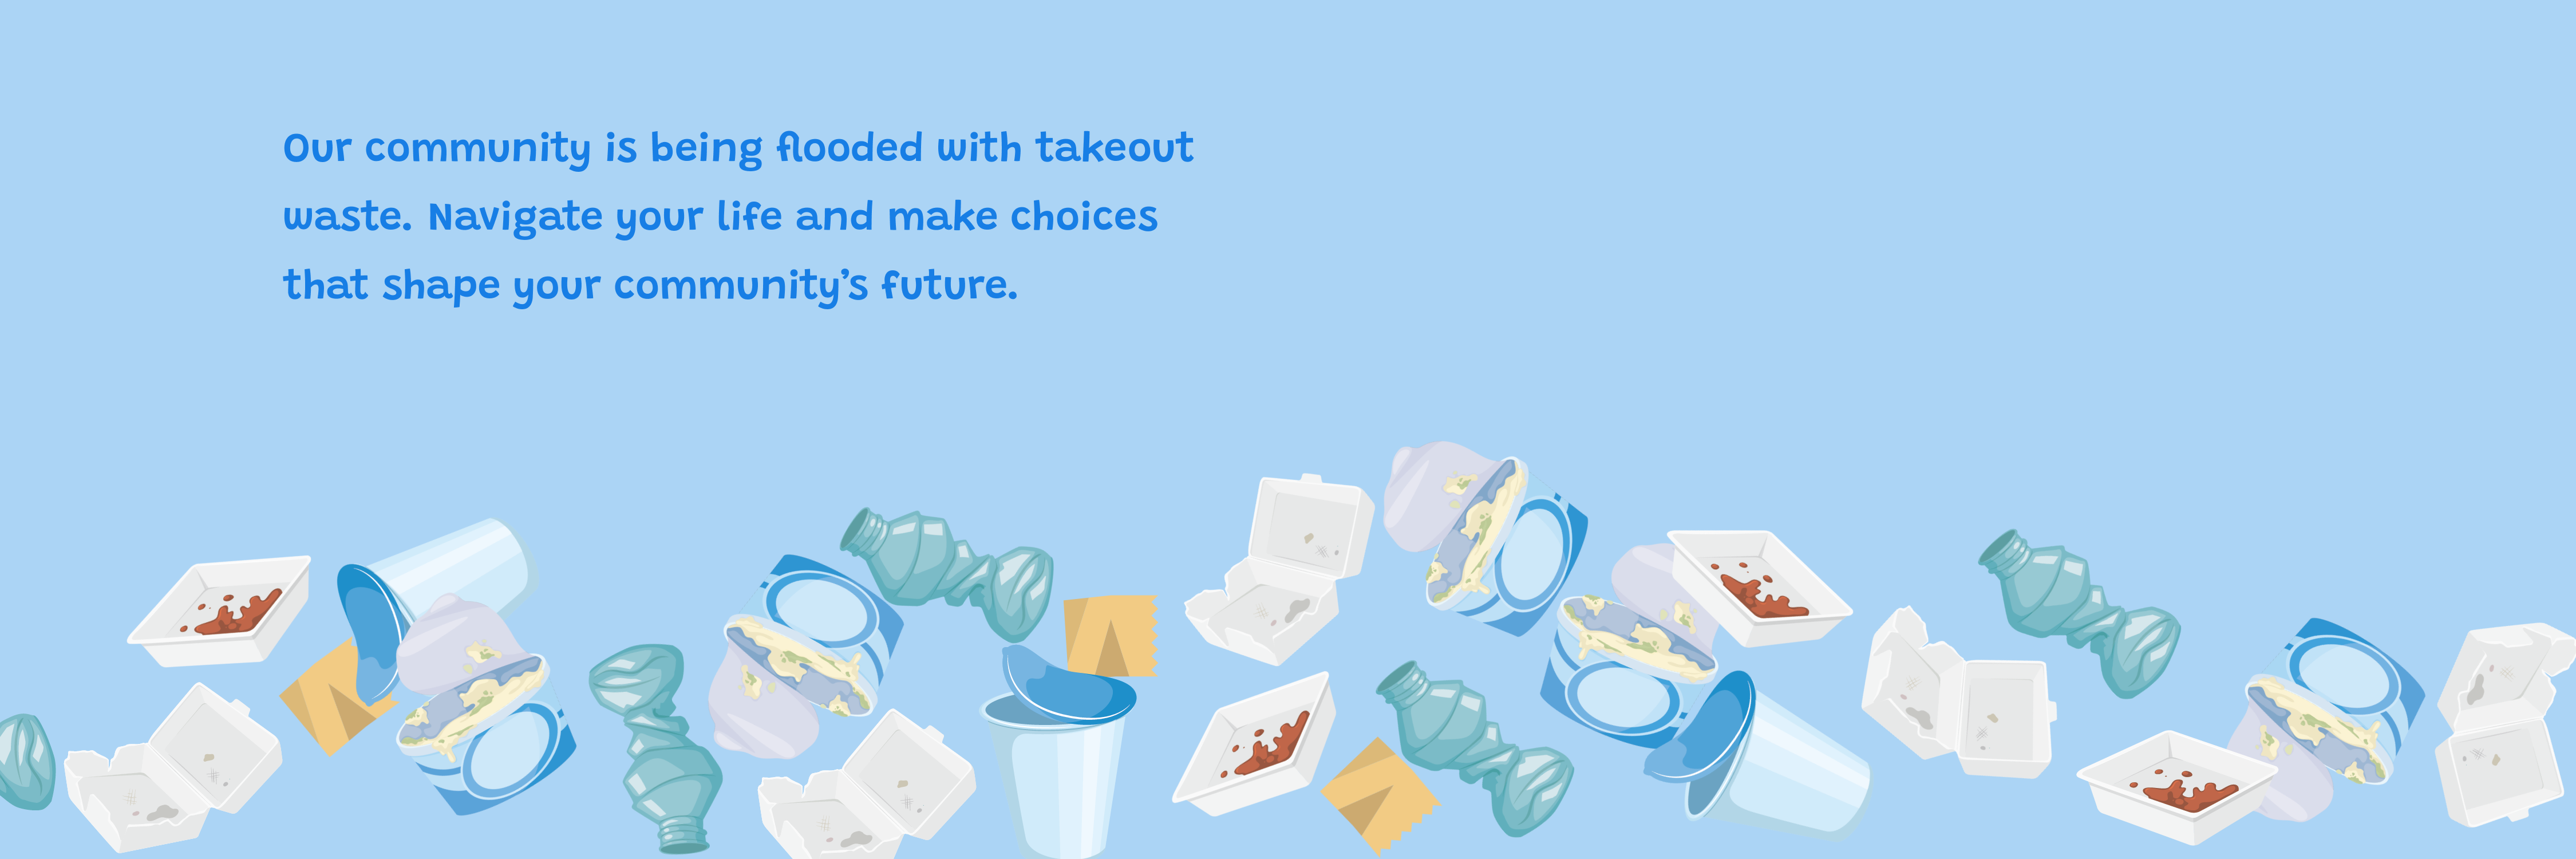 Our community is being flooded with takeout
waste. Navigate your life and make choices
that shape your community’s future.